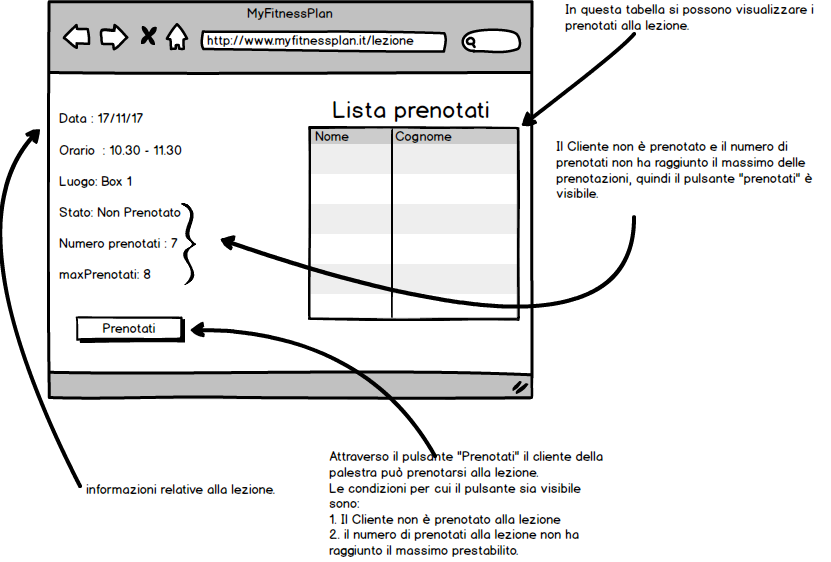 MyFitnessPlan
http://www.myfitnessplan.it/lezione
In questa tabella si possono visualizzare i
prenotati alla lezione.
Lista prenotati
Nome Cognome
Data : 17/11/17
Orario : 10.30 - 11.30
Luogo: Box 1
Stato: Non Prenotato
Numero prenotati : 7
maxPrenotati: 8
Prenotati
Il Cliente non è prenotato e il numero di
prenotati non ha raggiunto il massimo delle
prenotazioni, quindi il pulsante "prenotati" è
visibile.
informazioni relative alla lezione.
Attraverso il pulsante "Prenotati" il cliente della
palestra può prenotarsi alla lezione.
Le condizioni per cui il pulsante sia visibile
sono:
1. Il Cliente non è prenotato alla lezione
2. il numero di prenotati alla lezione non ha
raggiunto il massimo prestabilito.